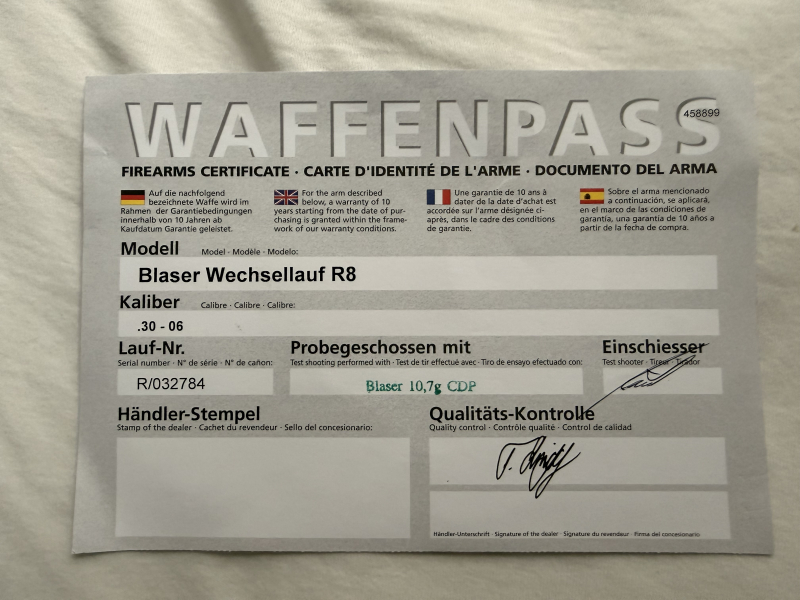 WAFFENPASS
458899
FIREARMS CERTIFICATE · CARTE D'IDENTITÉ DE L'ARME · DOCUMENTO DEL ARMA
Auf die nachfolgend
bezeichnete Waffe wird im
Rahmen der Garantiebedingungen
innerhalb von 10 Jahren ab
Kaufdatum Garantie geleistet.
For the arm described
below, a warranty of 10
years starting from the date of pur-
chasing is granted within the frame-
work of our warranty conditions.
Une garantie de 10 ans à
dater de la date d'achat est
accordée sur l'arme désignée ci-
après, dans le cadre des conditions
de garantie.
Sobre el arma mencionado
a continuación, se aplicará,
en el marco de las condiciones de
garantía, una garantía de 10 años a
partir de la fecha de compra.
Modell Model · Modèle · Modelo:
Blaser Wechsellauf R8
Kaliber Calibre · Calibre · Calibre:
.30 - 06
Lauf-Nr.
Serial number · N° de série · N° de cañon:
R/032784
Probegeschossen mit
Test shooting performed with · Test de tir effectué avec · Tiro de ensayo efectuado con:
Blaser 10,7g CDP
Einschiesser
Test shooter · Tireur · Tirador
Händler-Stempel
Stamp of the dealer · Cachet du revendeur · Sello del concesionario:
Qualitäts-Kontrolle
Quality control · Contrôle qualité · Control de calidad
Händler-Unterschrift · Signature of the dealer · Signature du revendeur · Firma del concesionario